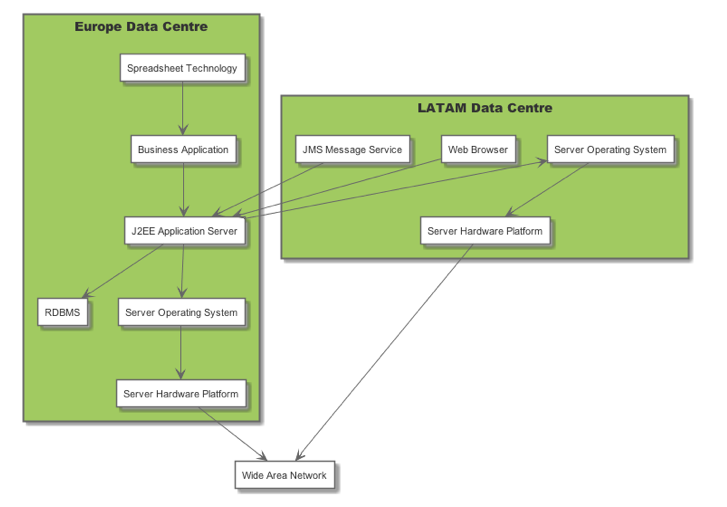 Europe Data Centre
Spreadsheet Technology
LATAM Data Centre
Business Application
JMS Message Service
Web Browser
Server Operating System
J2EE Application Server
Server Hardware Platform
RDBMS
Server Operating System
Server Hardware Platform
Wide Area Network